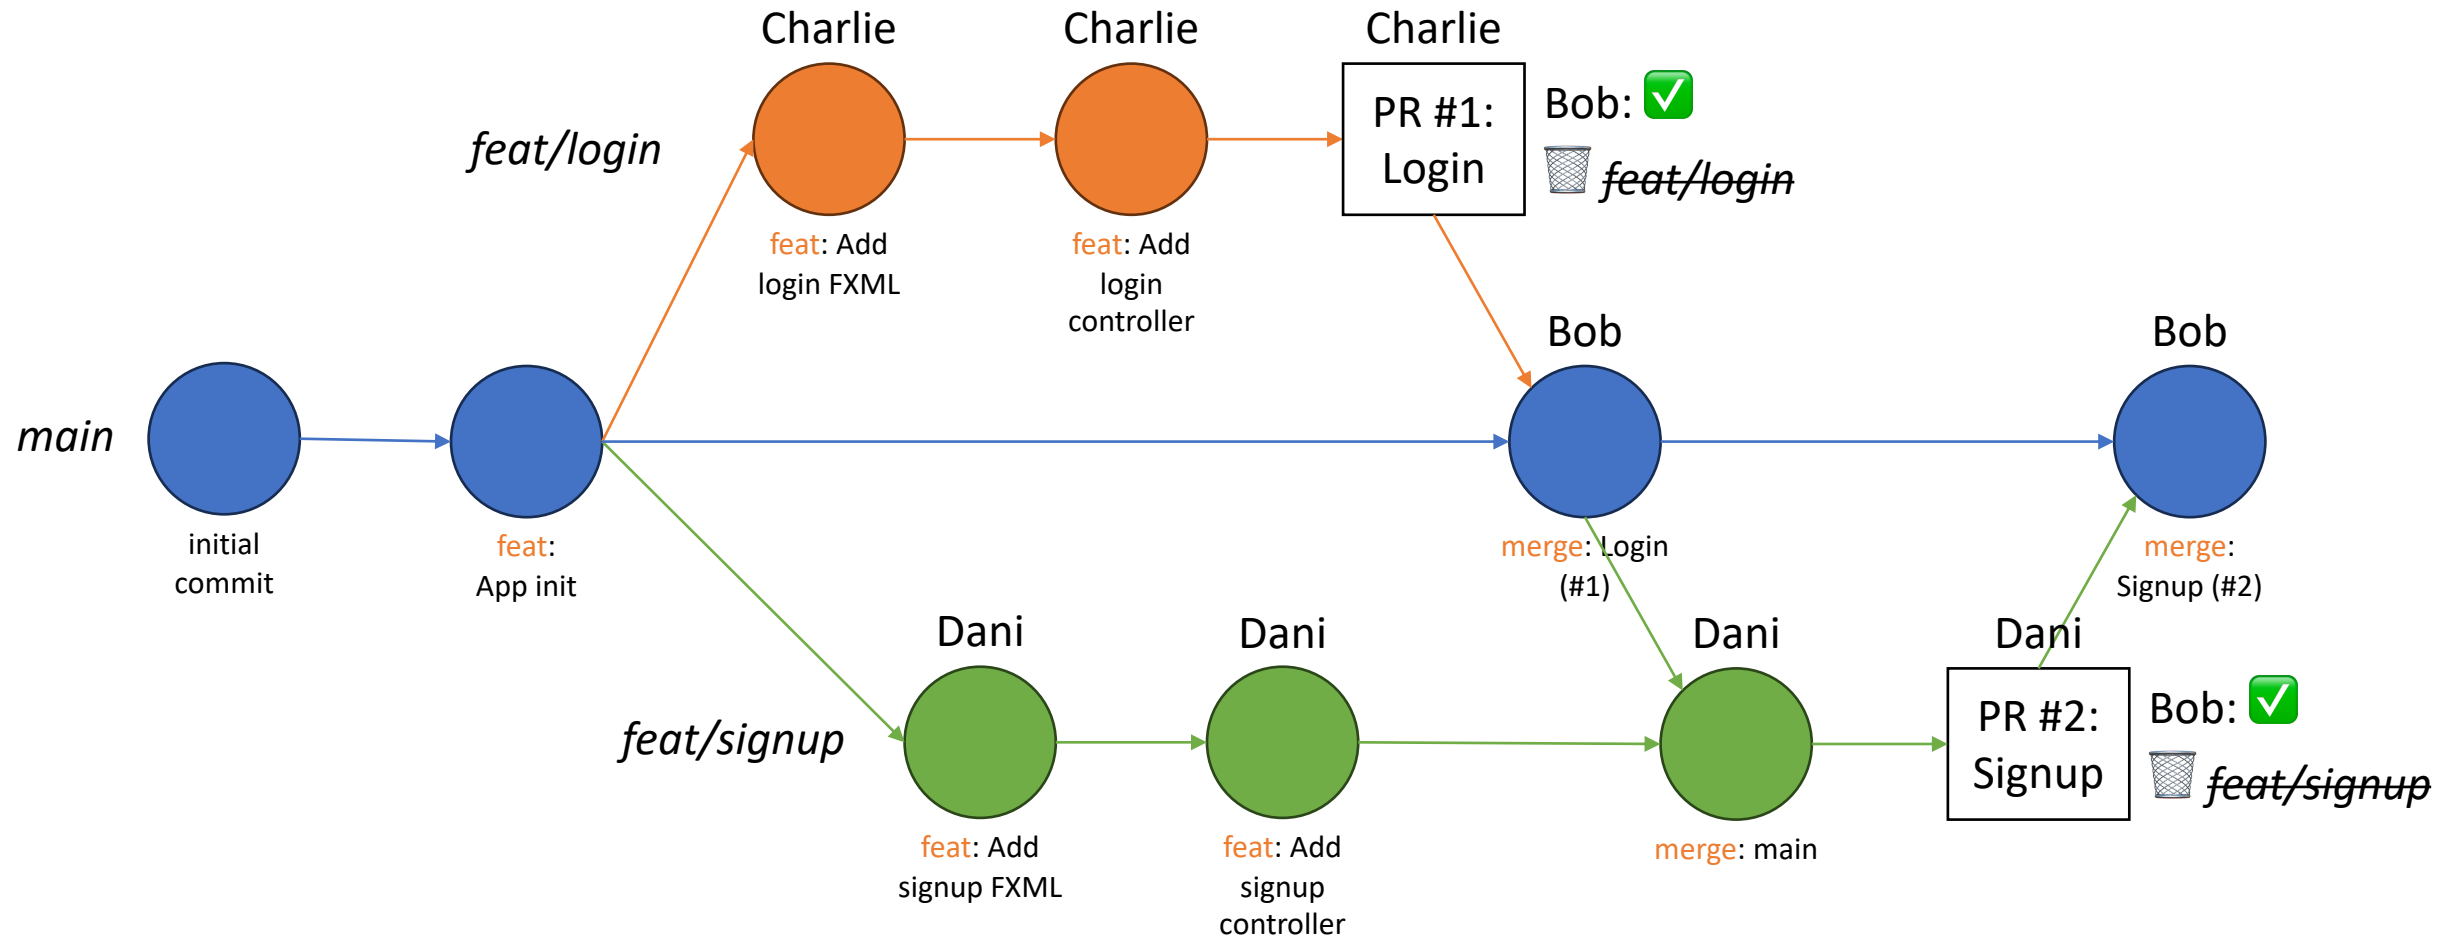 Charlie
Charlie
Charlie
feat/login
PR #1:
Login
Bob: ✅
feat/login
feat: Add
login FXML
feat: Add
login
controller
main
Bob
Bob
initial
commit
feat:
App init
merge: Login
(#1)
merge:
Signup (#2)
Dani
Dani
Dani
Dani
feat/signup
PR #2:
Signup
Bob: ✅
feat/signup
feat: Add
signup FXML
feat: Add
signup
controller
merge: main